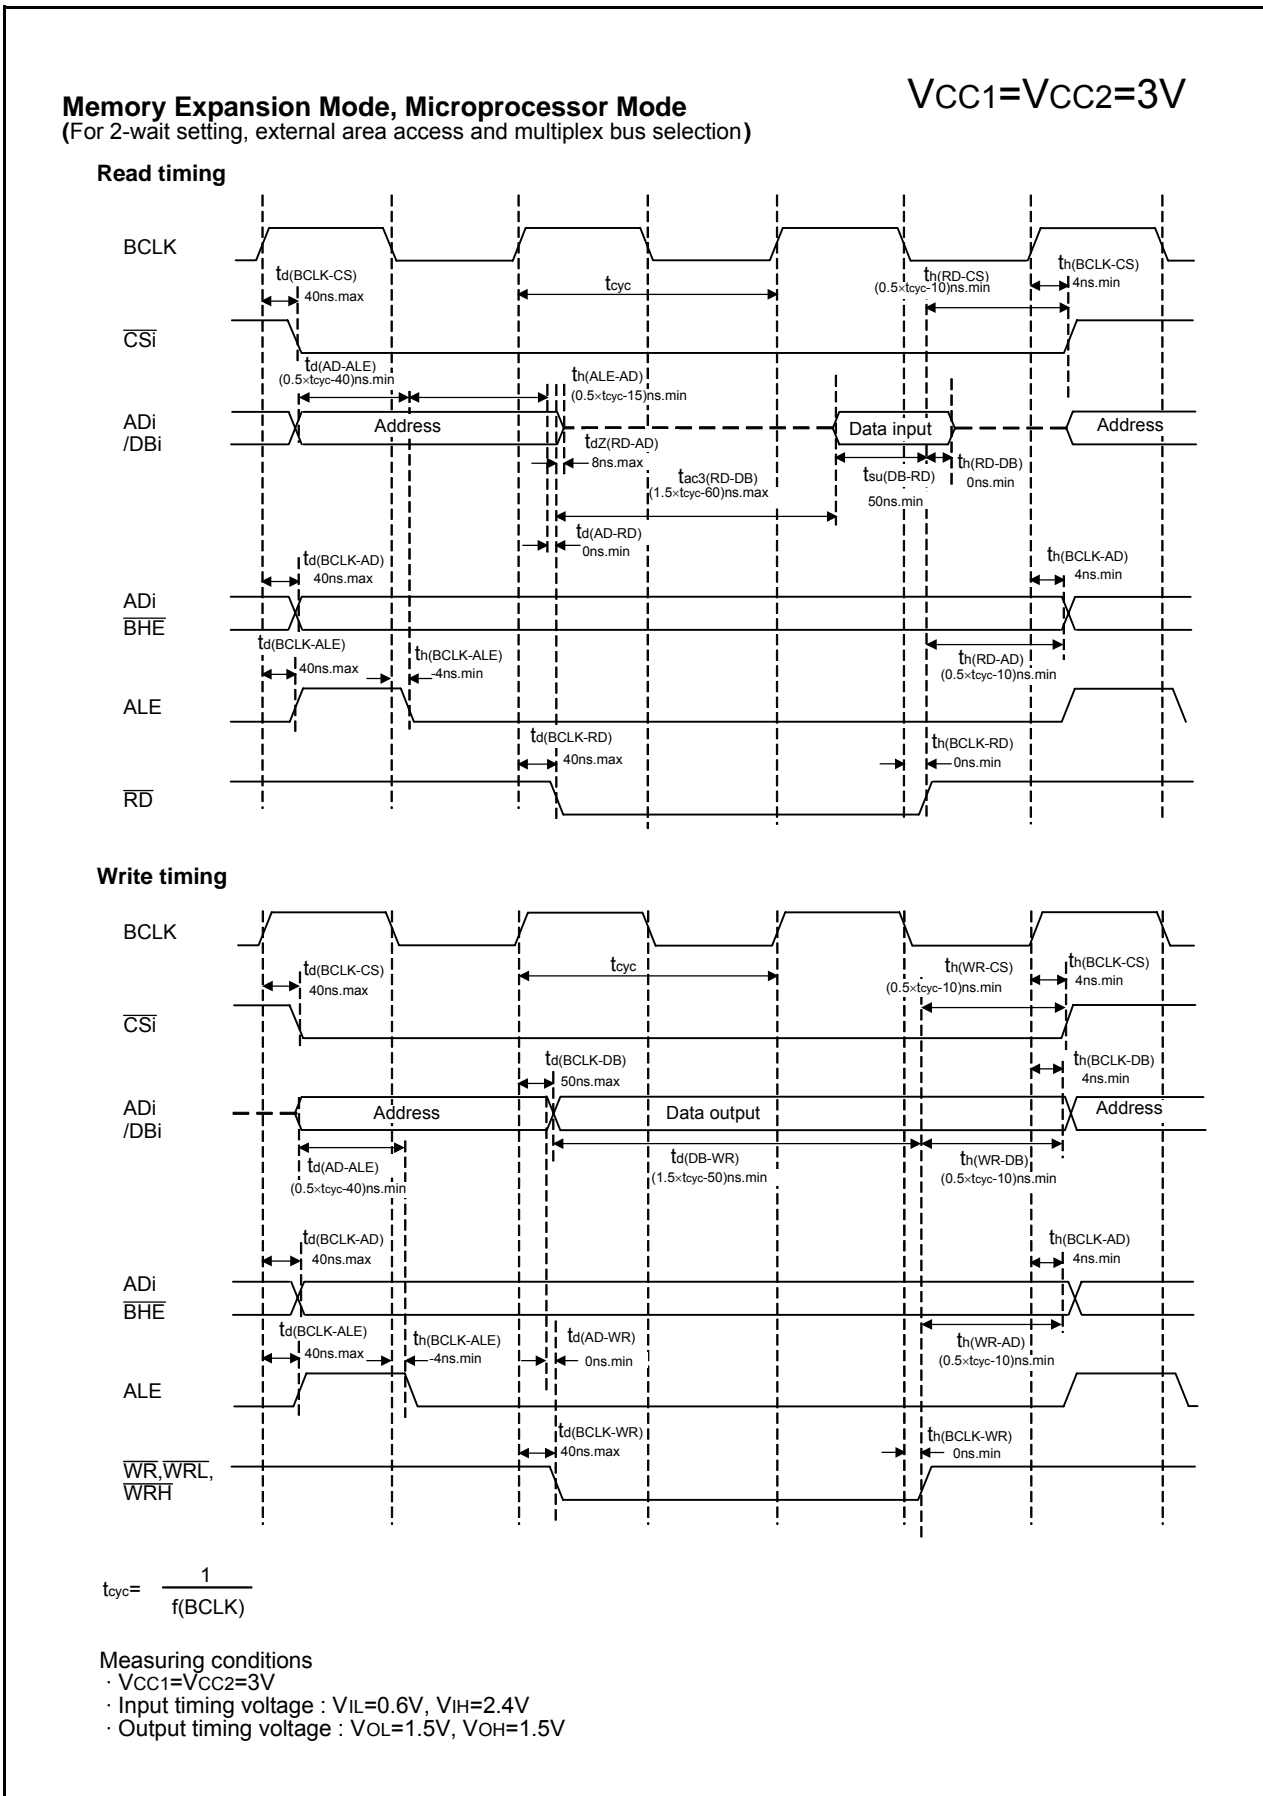 VCC1=VCC2=3V
Memory Expansion Mode, Microprocessor Mode
(For 2-wait setting, external area access and multiplex bus selection)
Read timing
BCLK
td(BCLK-CS)
40ns.max
tcyc
th(RD-CS)
(0.5×tcyc-10)ns.min
th(BCLK-CS)
4ns.min
CSi
td(AD-ALE)
(0.5×tcyc-40)ns.min
th(ALE-AD)
(0.5×tcyc-15)ns.min
ADi
/DBi
Address
Data input
Address
tdZ(RD-AD)
8ns.max
tac3(RD-DB)
(1.5×tcyc-60)ns.max
tsu(DB-RD)
50ns.min
th(RD-DB)
0ns.min
td(AD-RD)
0ns.min
td(BCLK-AD)
40ns.max
th(BCLK-AD)
4ns.min
ADi
BHE
td(BCLK-ALE)
40ns.max
th(BCLK-ALE)
-4ns.min
th(RD-AD)
(0.5×tcyc-10)ns.min
ALE
td(BCLK-RD)
40ns.max
th(BCLK-RD)
0ns.min
RD
Write timing
BCLK
td(BCLK-CS)
40ns.max
tcyc
th(WR-CS)
(0.5×tcyc-10)ns.min
th(BCLK-CS)
4ns.min
CSi
td(BCLK-DB)
50ns.max
th(BCLK-DB)
4ns.min
ADi
/DBi
Address
Data output
Address
td(AD-ALE)
(0.5×tcyc-40)ns.min
td(DB-WR)
(1.5×tcyc-50)ns.min
th(WR-DB)
(0.5×tcyc-10)ns.min
td(BCLK-AD)
40ns.max
th(BCLK-AD)
4ns.min
ADi
BHE
td(BCLK-ALE)
40ns.max
th(BCLK-ALE)
-4ns.min
td(AD-WR)
0ns.min
th(WR-AD)
(0.5×tcyc-10)ns.min
ALE
td(BCLK-WR)
40ns.max
th(BCLK-WR)
0ns.min
WR,WRL,
WRH
tcyc= 1
f(BCLK)
Measuring conditions
· VCC1=VCC2=3V
· Input timing voltage : VIL=0.6V, VIH=2.4V
· Output timing voltage : VOL=1.5V, VOH=1.5V